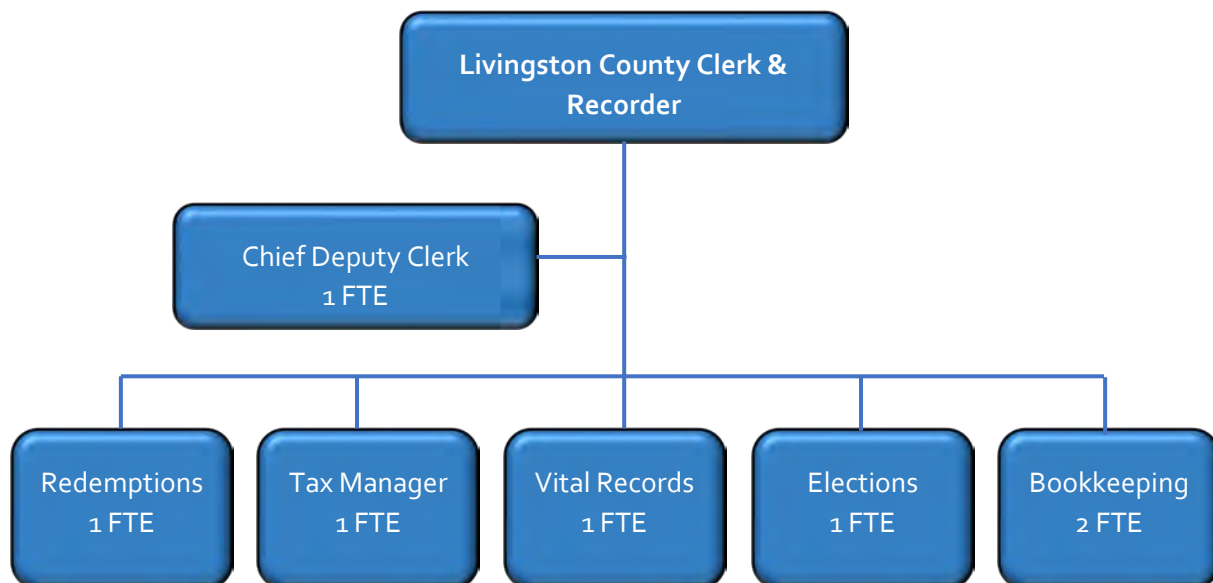 Livingston County Clerk &
Recorder
Chief Deputy Clerk
1 FTE
Redemptions
1 FTE
Tax Manager
1 FTE
Vital Records
1 FTE
Elections
1 FTE
Bookkeeping
2 FTE